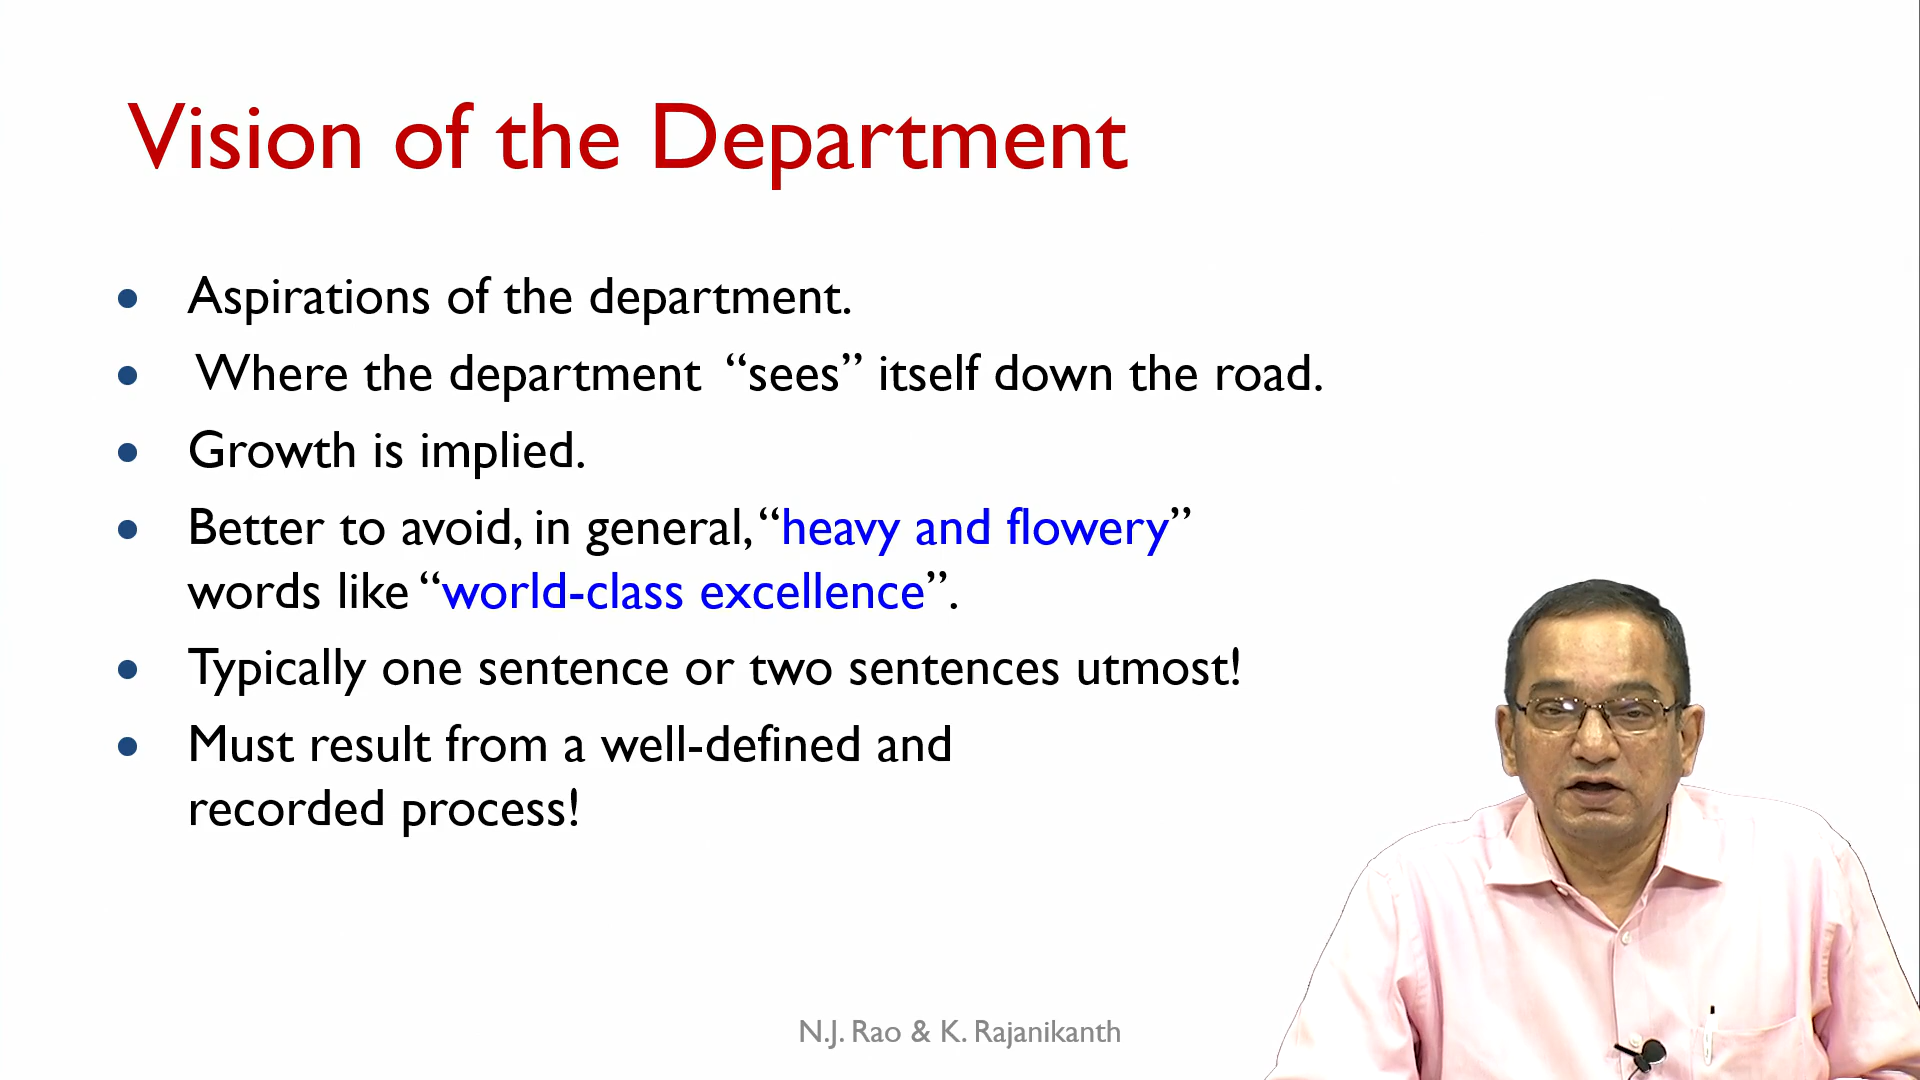 Vision of the Department
• Aspirations of the department.
• Where the department “sees” itself down the road.
• Growth is implied.
• Better to avoid, in general, “heavy and flowery”
words like “world-class excellence”.
• Typically one sentence or two sentences utmost!
• Must result from a well-defined and
recorded process!
N.J. Rao & K. Rajanikanth